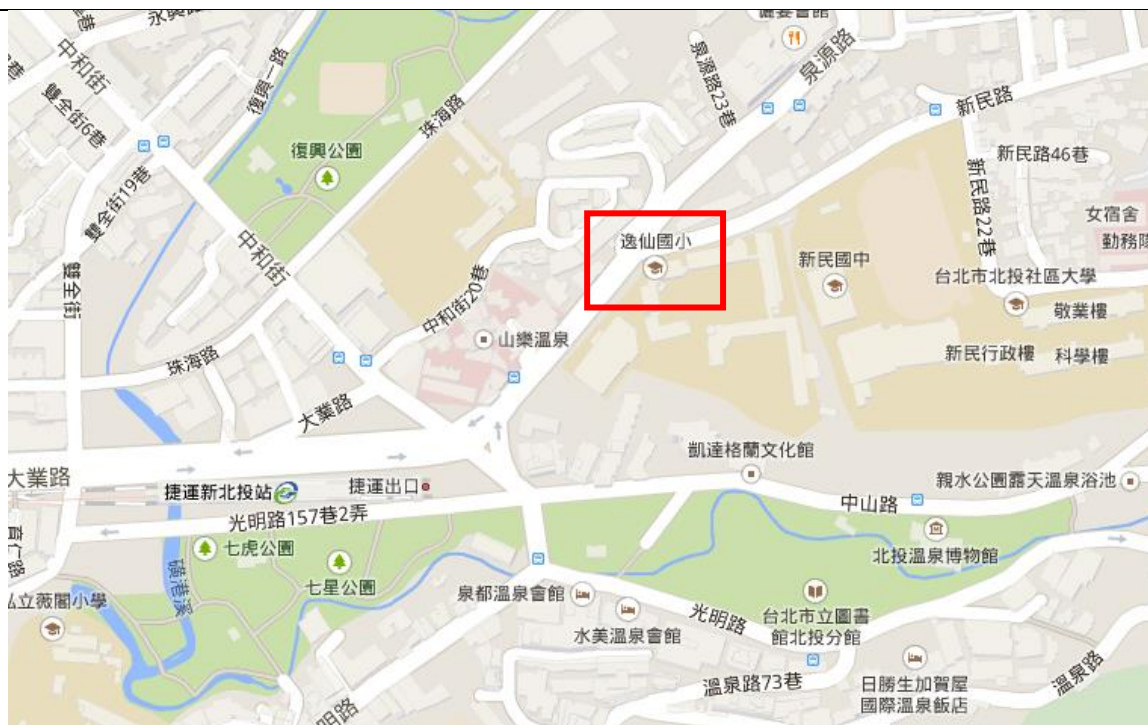 泉源路
中和街
復興一路
雙全街6巷
珠海路
復興公園
泉源路23巷
新民路
新民路46巷
雙全街19巷
中和街
雙全街
逸仙國小
新民國中
新民路22巷
女宿舍
台北市北投社區大學
敬業樓
中和街20巷
山樂溫泉
新民行政樓
科學樓
珠海路
大業路
凱達格蘭文化館
大業路
捷運新北投站
捷運出口
親水公園露天溫泉浴池
中山路
光明路157巷2弄
七虎公園
七星公園
北投溫泉博物館
磺港溪
泉都溫泉會館
水美溫泉會館
光明路
台北市立圖書
館北投分館
溫泉路73巷
日勝生加賀屋
國際溫泉飯店
溫泉路